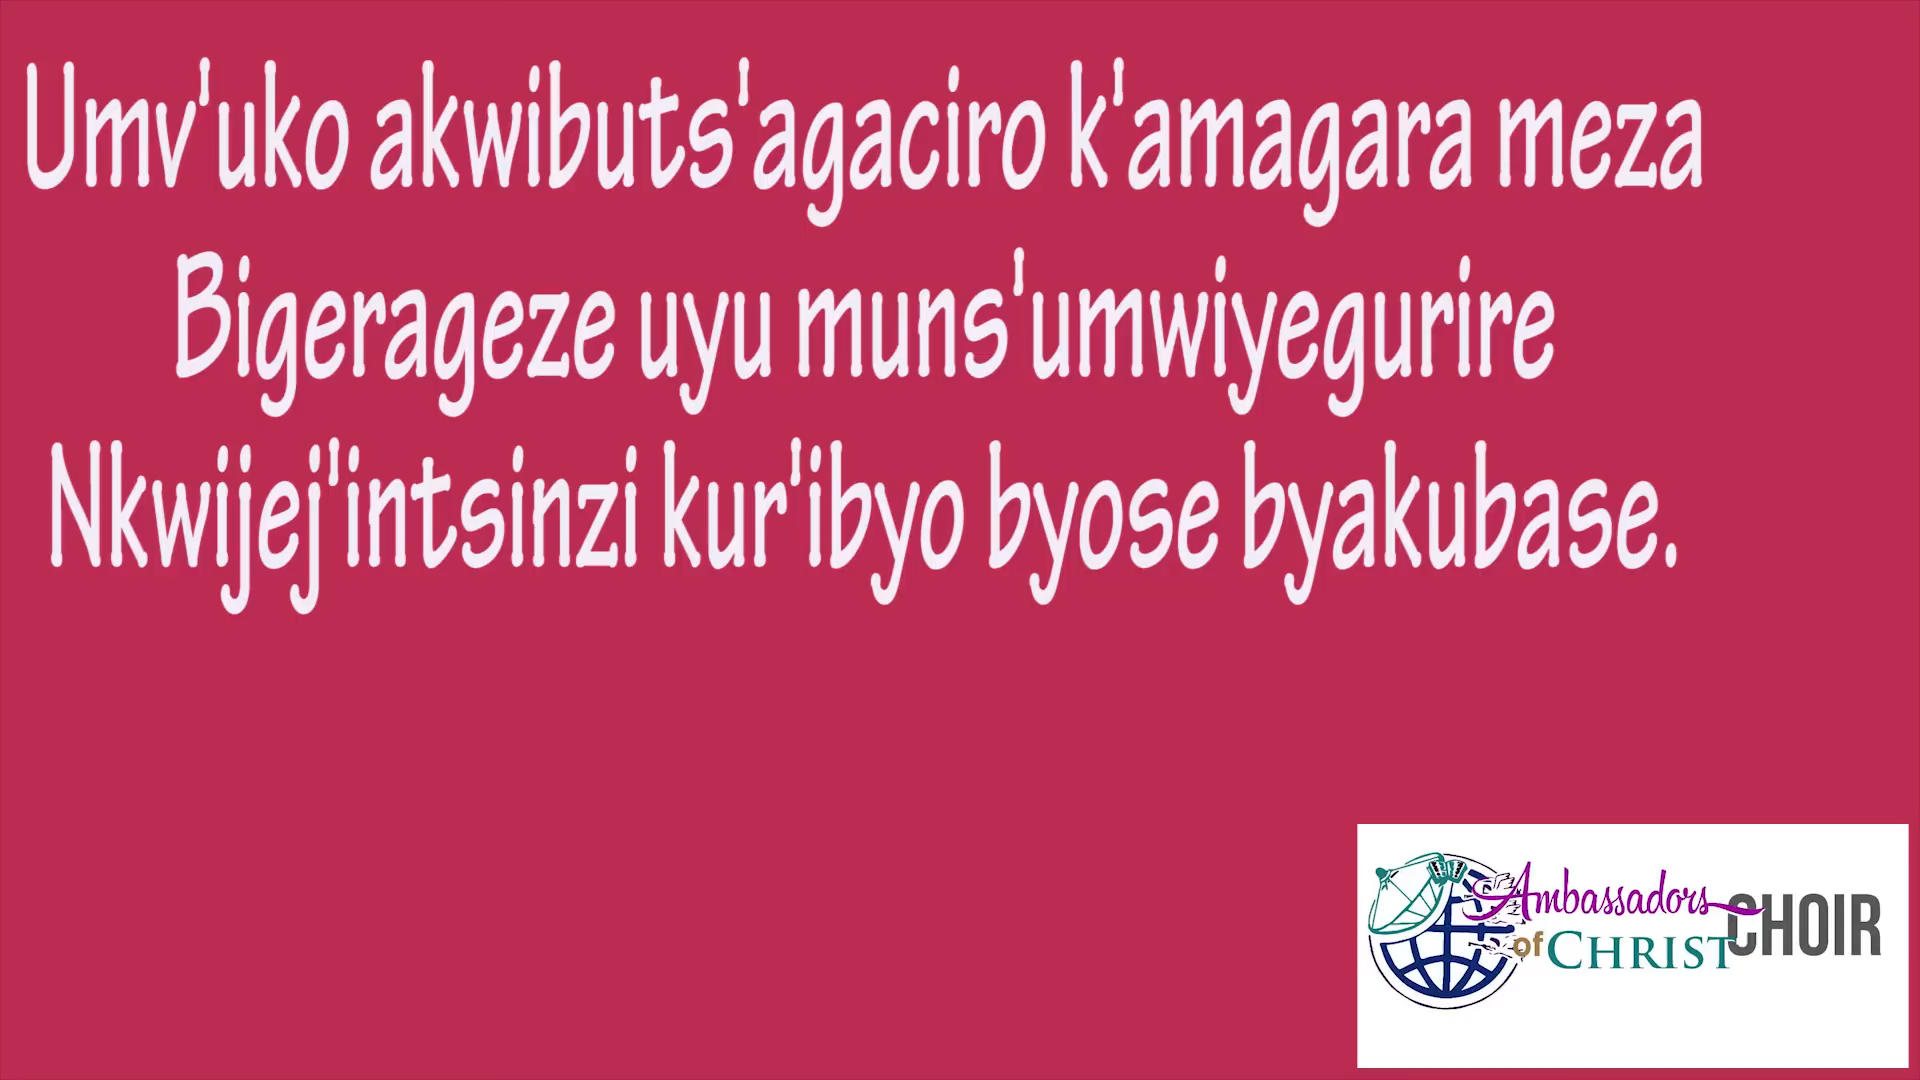 Umv'uko akwibuts'agaciro k'amagara meza
Bigerageze uyu muns'umwiyegurire
Nkwijej'intsinzi kur'ibyo byose byakubase.
Ambassadors
of CHRIST CHOIR